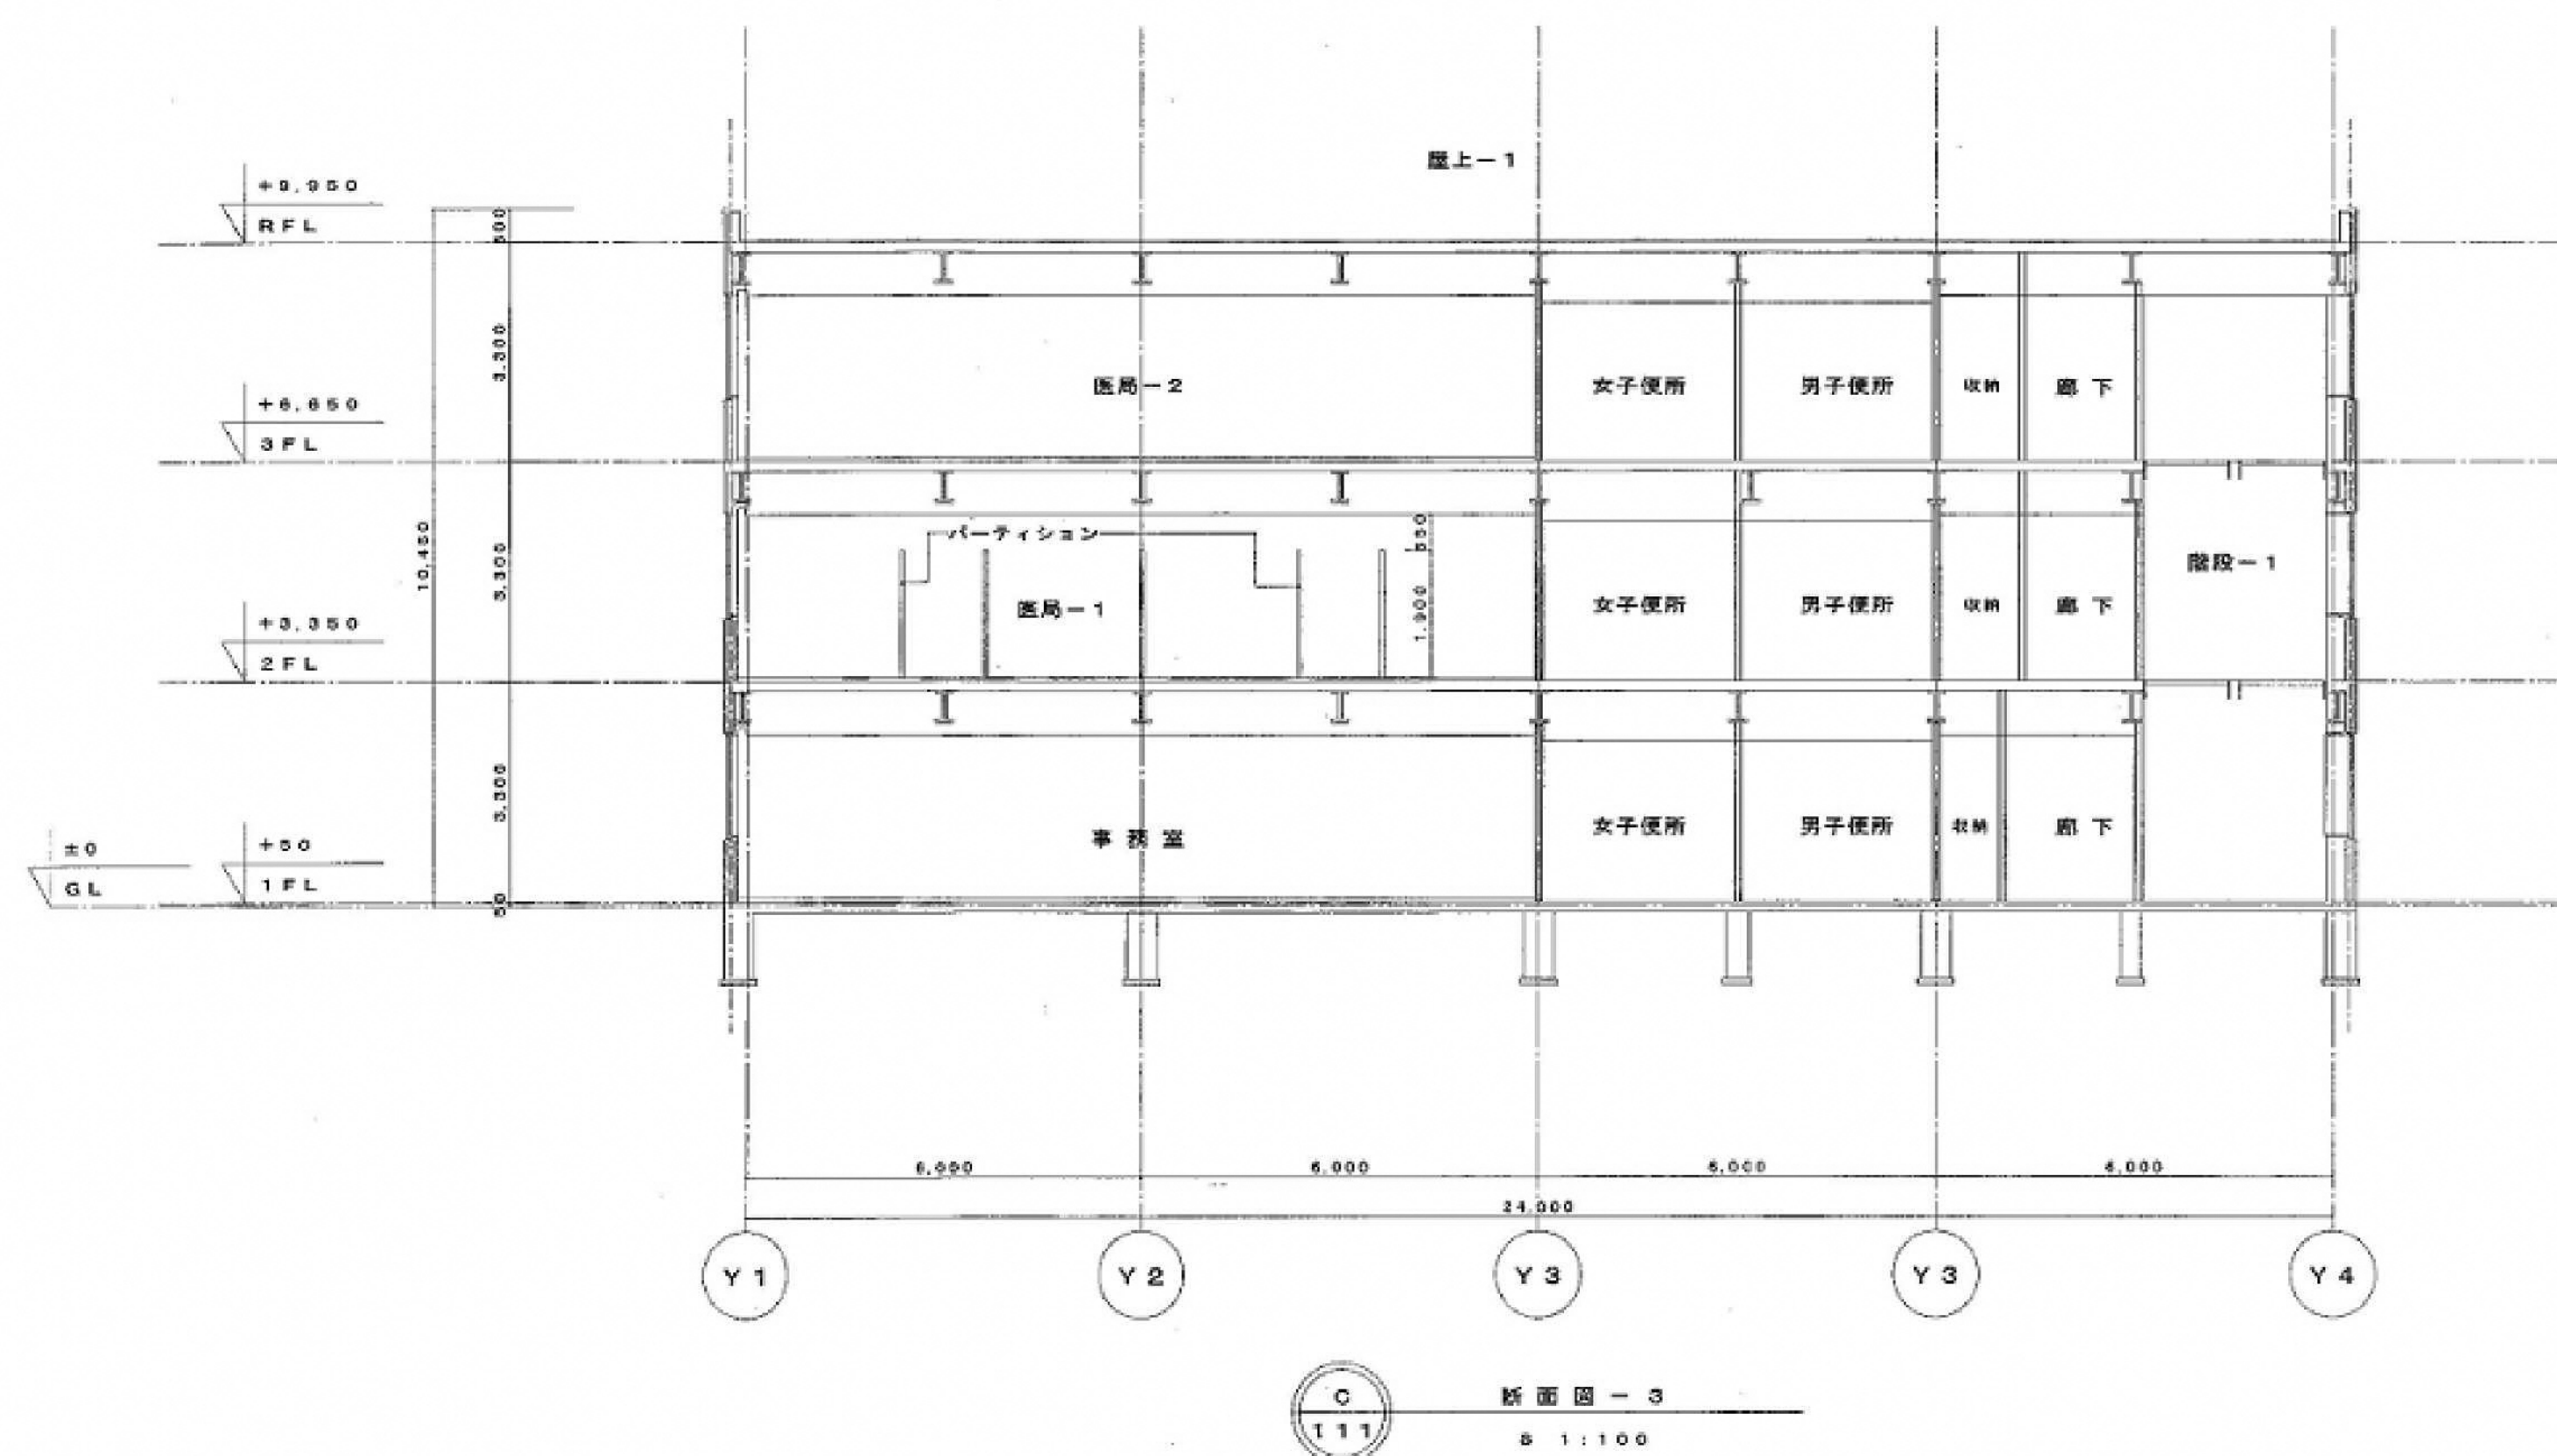 屋上－1
+9,950
RFL
500
3,300
医局－2
女子便所
男子便所
収納
廊下
+6,650
3FL
10,450
3,300
パーティション
550
1,900
医局－1
女子便所
男子便所
収納
廊下
階段－1
+3,350
2FL
3,300
事務室
女子便所
男子便所
収納
廊下
±0
GL
+50
1FL
50
6,000
6,000
6,000
6,000
24,000
Y1
Y2
Y3
Y3
Y4
C
111
断面図－3
S 1:100